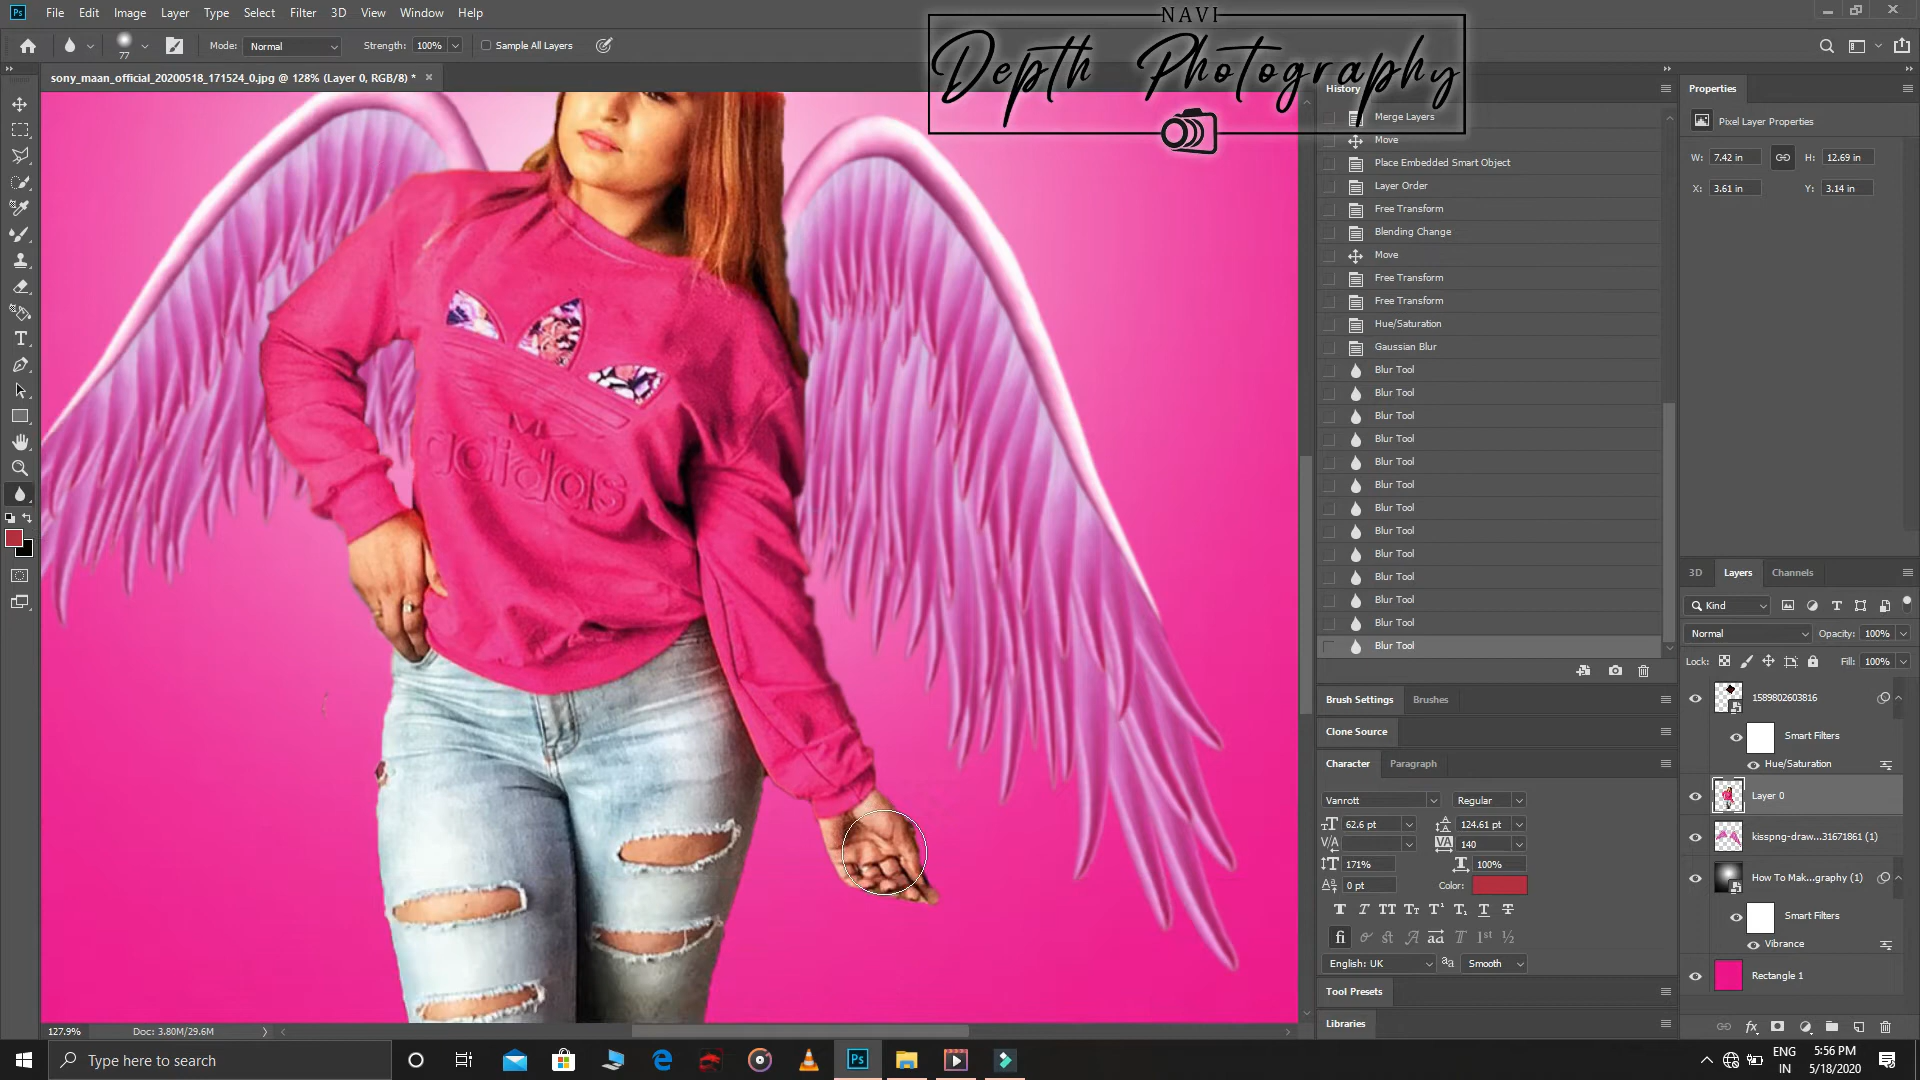 File Edit Image Layer Type Select Filter 3D View Window Help
NAVI
Depth Photography
77 Mode: Normal Strength: 100% Sample All Layers
sony_maan_official_20200518_171524_0.jpg @ 128% (Layer 0, RGB/8) *
History
Merge Layers
Move
Place Embedded Smart Object
Layer Order
Free Transform
Blending Change
Move
Free Transform
Free Transform
Hue/Saturation
Gaussian Blur
Blur Tool
Blur Tool
Blur Tool
Blur Tool
Blur Tool
Blur Tool
Blur Tool
Blur Tool
Blur Tool
Blur Tool
Blur Tool
Blur Tool
Blur Tool
Brush Settings Brushes
Clone Source
Character Paragraph
Vanrott Regular
62.6 pt 124.61 pt
140
171% 100%
0 pt Color:
English: UK Smooth
Tool Presets
Libraries
Properties
Pixel Layer Properties
W: 7.42 in H: 12.69 in
X: 3.61 in Y: 3.14 in
3D Layers Channels
Kind
Normal Opacity: 100%
Lock: Fill: 100%
1589802603816
Smart Filters
Hue/Saturation
Layer 0
kisspng-draw...31671861 (1)
How To Mak...graphy (1)
Smart Filters
Vibrance
Rectangle 1
adidas
127.9% Doc: 3.80M/29.6M
Type here to search
ENG
IN
5:56 PM
5/18/2020